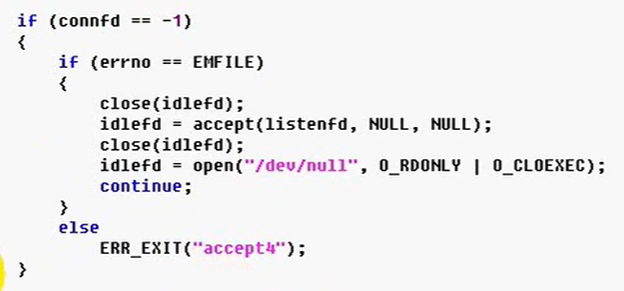 if (connfd == -1)
{
    if (errno == EMFILE)
    {
        close(idlefd);
        idlefd = accept(listenfd, NULL, NULL);
        close(idlefd);
        idlefd = open("/dev/null", O_RDONLY | O_CLOEXEC);
        continue;
    }
    else
        ERR_EXIT("accept4");
}